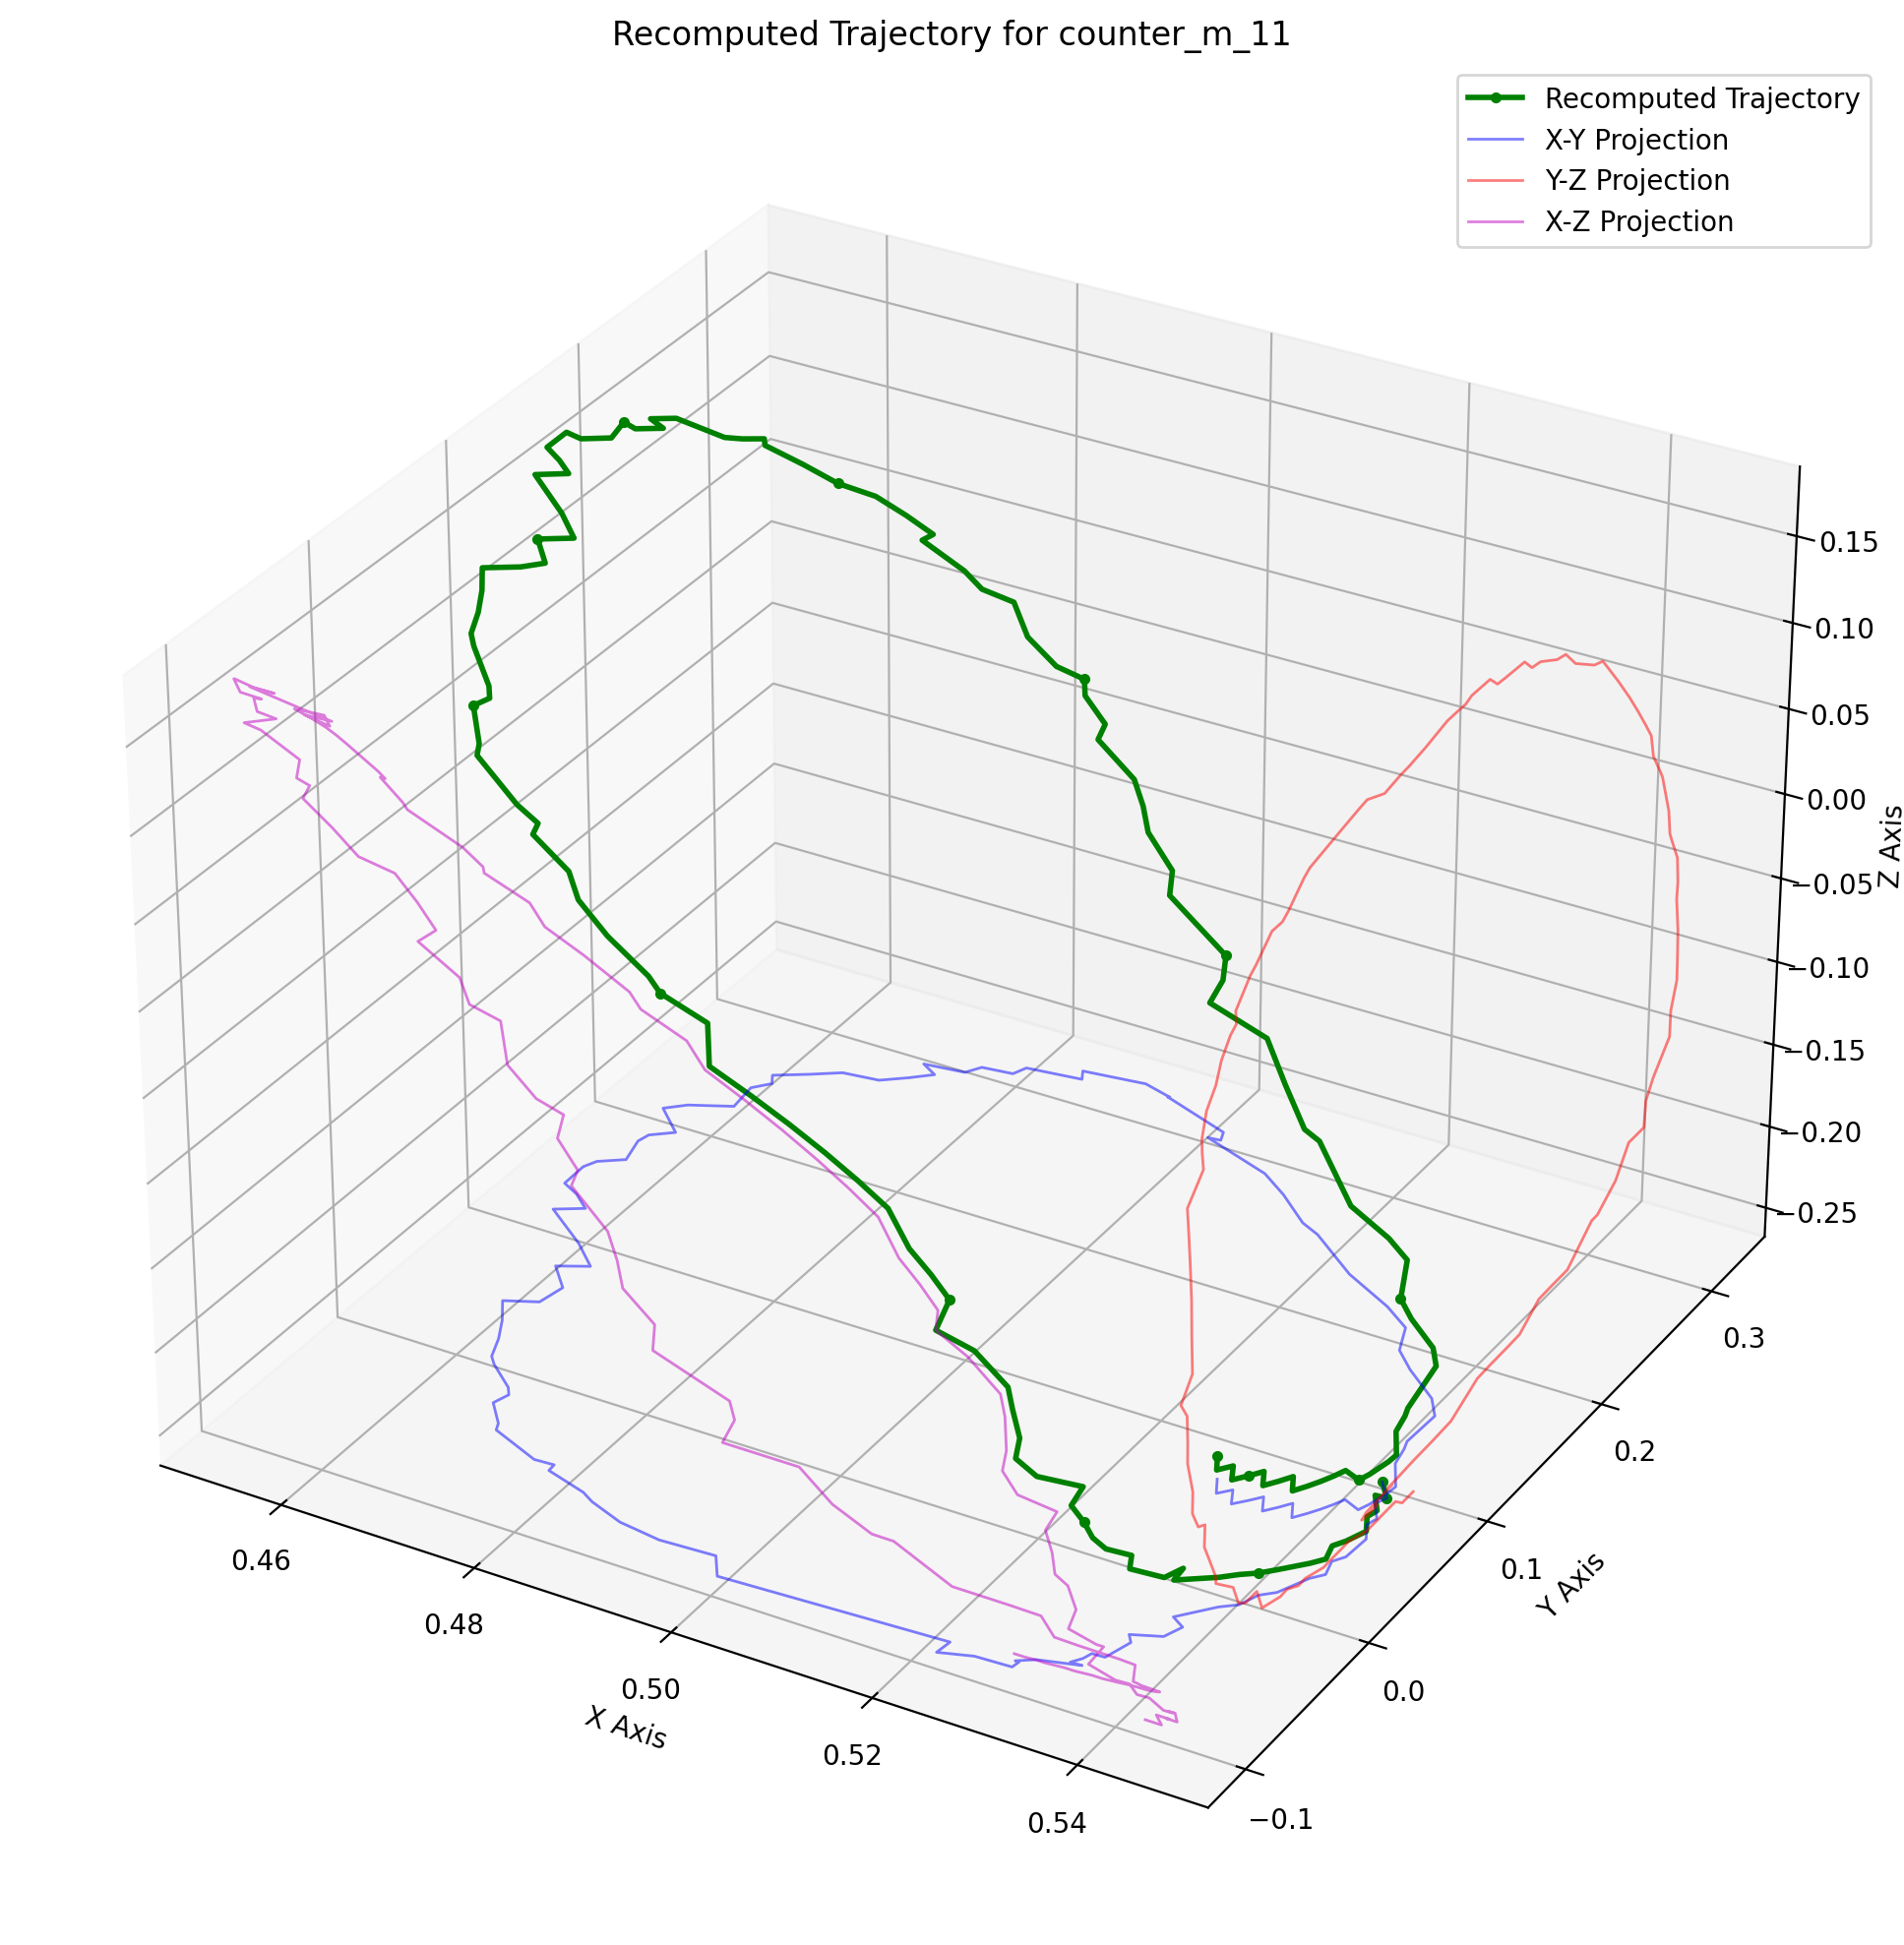 Recomputed Trajectory for counter_m_11
Recomputed Trajectory
X-Y Projection
Y-Z Projection
X-Z Projection
0.15
0.10
0.05
0.00
−0.05
−0.10
−0.15
−0.20
−0.25
Z Axis
0.3
0.2
0.1
0.0
−0.1
Y Axis
0.46
0.48
0.50
0.52
0.54
X Axis